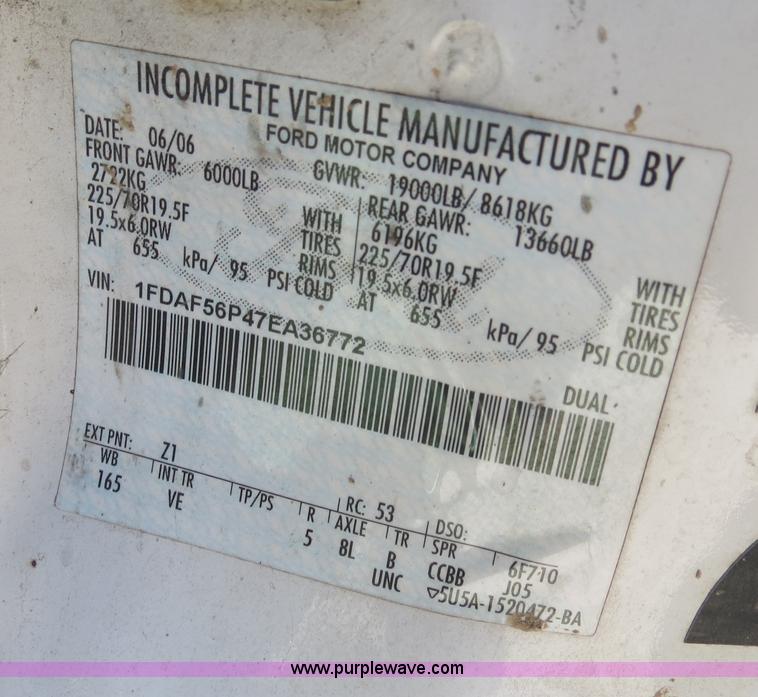 INCOMPLETE VEHICLE MANUFACTURED BY
FORD MOTOR COMPANY
DATE: 06/06 GVWR: 19000LB/ 8618KG
FRONT GAWR: 6000LB REAR GAWR: 13660LB
2722KG WITH 6196KG WITH
225/70R19.5F TIRES 225/70R19.5F TIRES
19.5x6.0RW RIMS 19.5x6.0RW RIMS
AT 655 kPa/ 95 PSI COLD AT 655 kPa/ 95 PSI COLD
VIN: 1FDAF56P47EA36772
DUAL
EXT PNT: Z1 RC: 53 DSO:
WB INT TR TP/PS R AXLE TR SPR 6F710
165 VE 5 8L B CCBB J05
UNC ▽5U5A-1520472-BA
www.purplewave.com